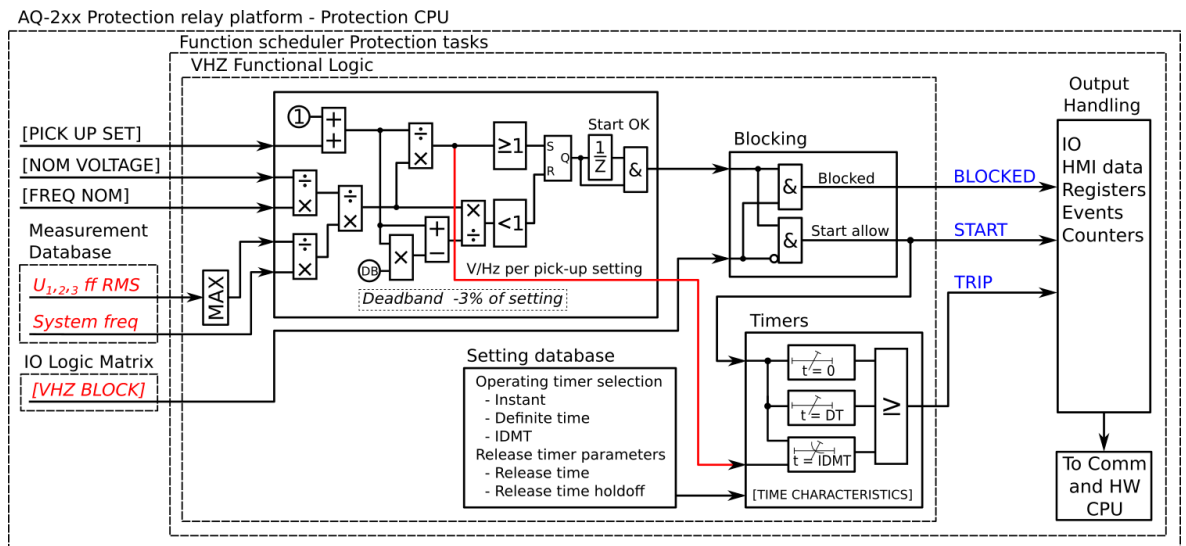 AQ-2xx Protection relay platform - Protection CPU
Function scheduler Protection tasks
VHZ Functional Logic
[PICK UP SET]
[NOM VOLTAGE]
[FREQ NOM]
Measurement
Database
U1,2,3 ff RMS
System freq
IO Logic Matrix
[VHZ BLOCK]
MAX
1
+
+
÷
×
÷
×
÷
×
÷
×
DB
×
+
−
×
÷
≥1
<1
S
R
Q
Start OK
1
Z
&
V/Hz per pick-up setting
Deadband -3% of setting
Blocking
&
Blocked
&
Start allow
Setting database
Operating timer selection
- Instant
- Definite time
- IDMT
Release timer parameters
- Release time
- Release time holdoff
Timers
t = 0
t = DT
t = IDMT
≥
[TIME CHARACTERISTICS]
BLOCKED
START
TRIP
Output
Handling
IO
HMI data
Registers
Events
Counters
To Comm
and HW
CPU